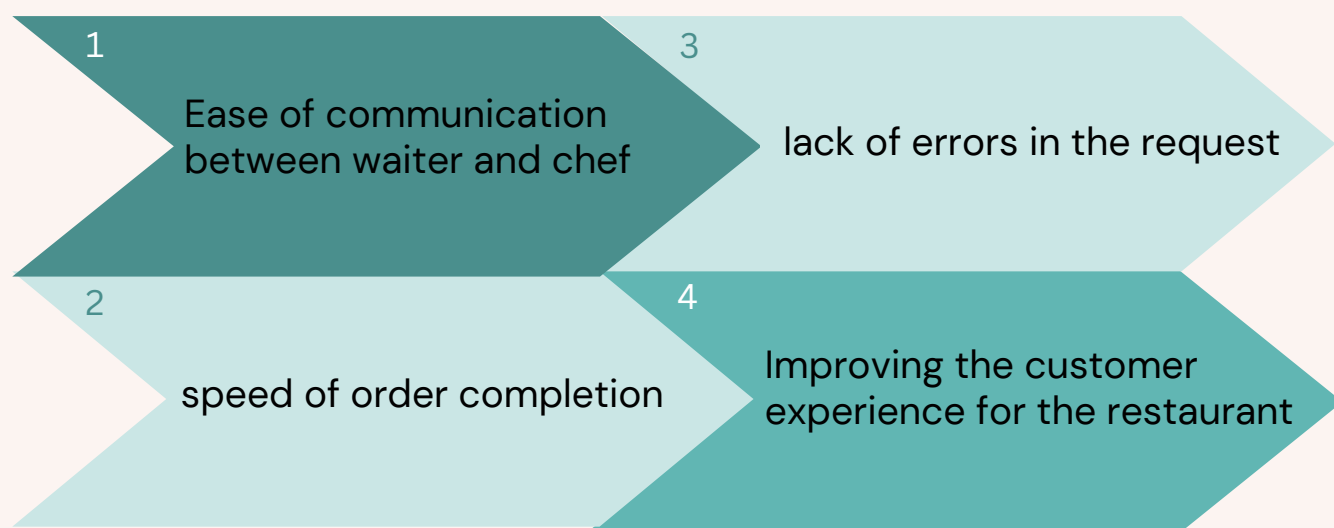 1
Ease of communication
between waiter and chef
2
speed of order completion
3
lack of errors in the request
4
Improving the customer
experience for the restaurant